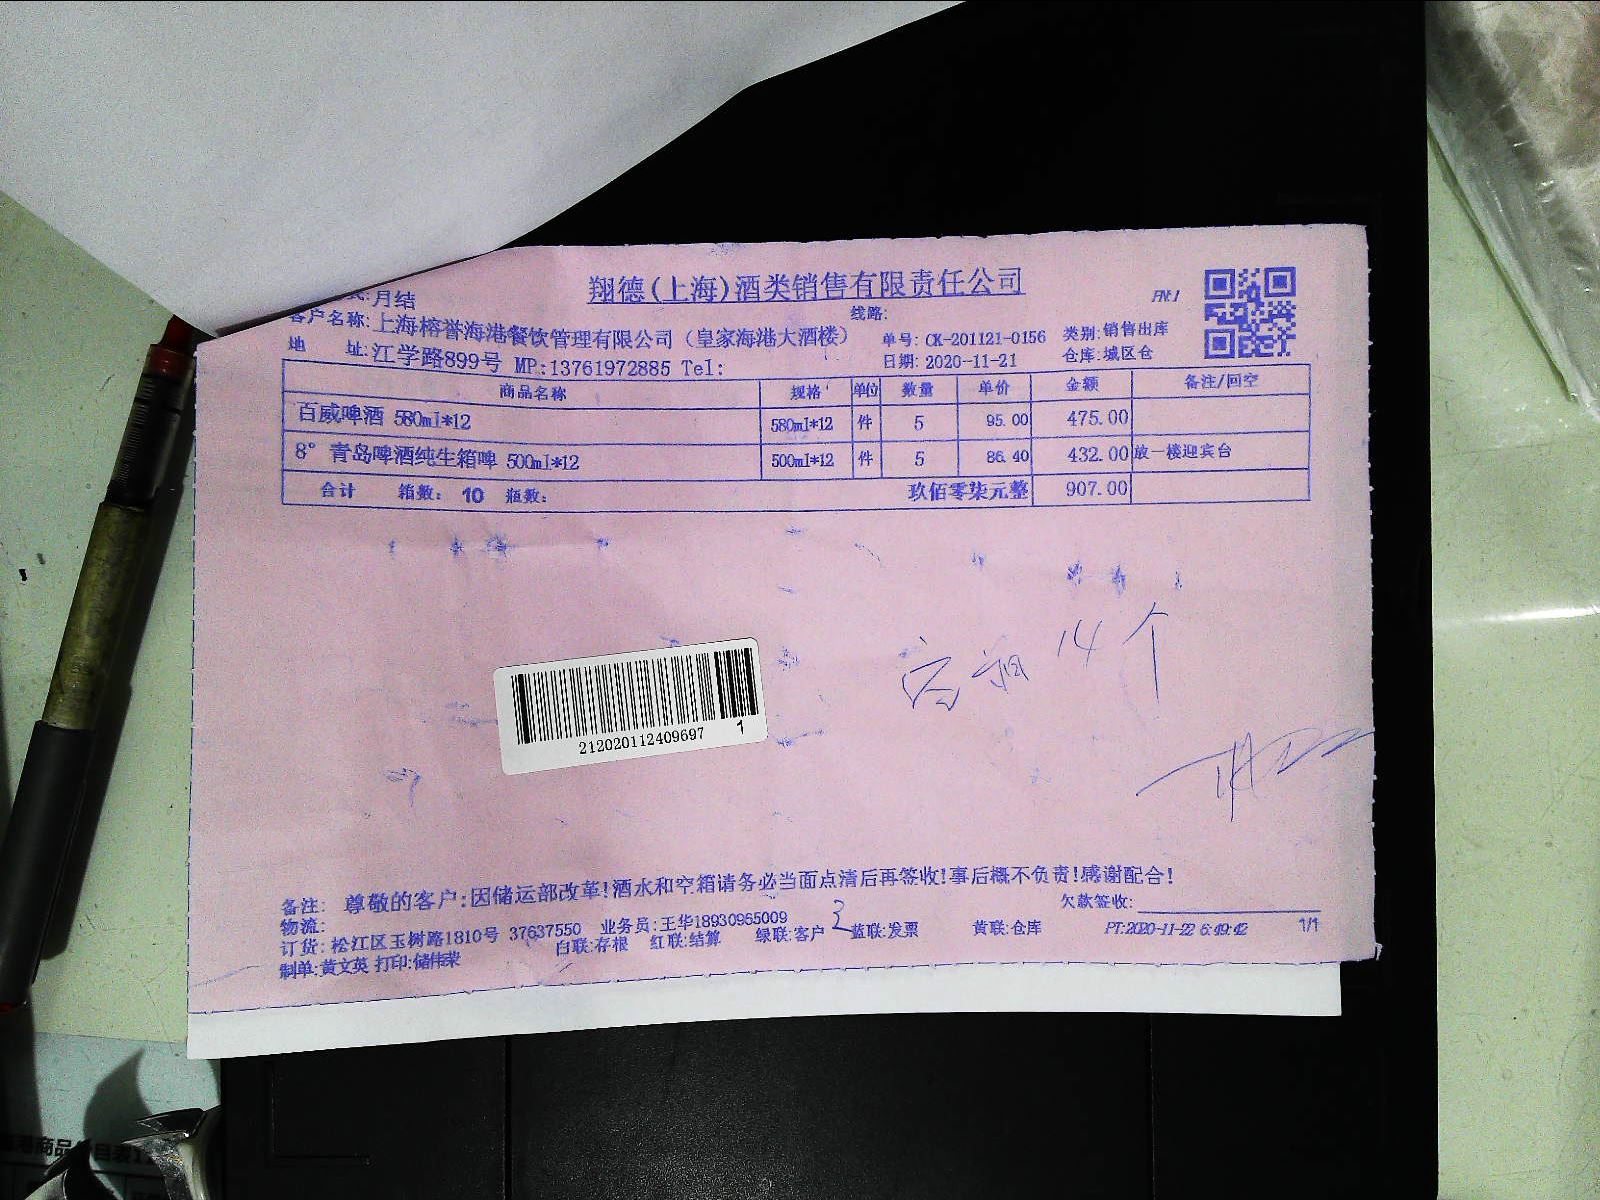 翔德(上海)酒类销售有限责任公司
FN:1
式:月结
线路:
客户名称:上海榕誉海港餐饮管理有限公司(皇家海港大酒楼)
单号: CK-201121-0156 类别:销售出库
地 址:江学路899号 MP:13761972885 Tel:
日期: 2020-11-21 仓库:城区仓
商品名称 规格 单位 数量 单价 金额 备注/回空
百威啤酒 580ml*12 580ml*12 件 5 95.00 475.00
8° 青岛啤酒纯生箱啤 500ml*12 500ml*12 件 5 86.40 432.00 放一楼迎宾台
合计 箱数: 10 瓶数: 玖佰零柒元整 907.00
空箱 14个
212020112409697 1
备注: 尊敬的客户:因储运部改革!酒水和空箱请务必当面点清后再签收!事后概不负责!感谢配合!
物流:
欠款签收:
订货: 松江区玉树路1810号 37637550 业务员:王华18930965009
白联:存根 红联:结算 绿联:客户 蓝联:发票 黄联:仓库 PT:2020-11-22 6:49:42 1/1
制单:黄文英 打印:储伟荣